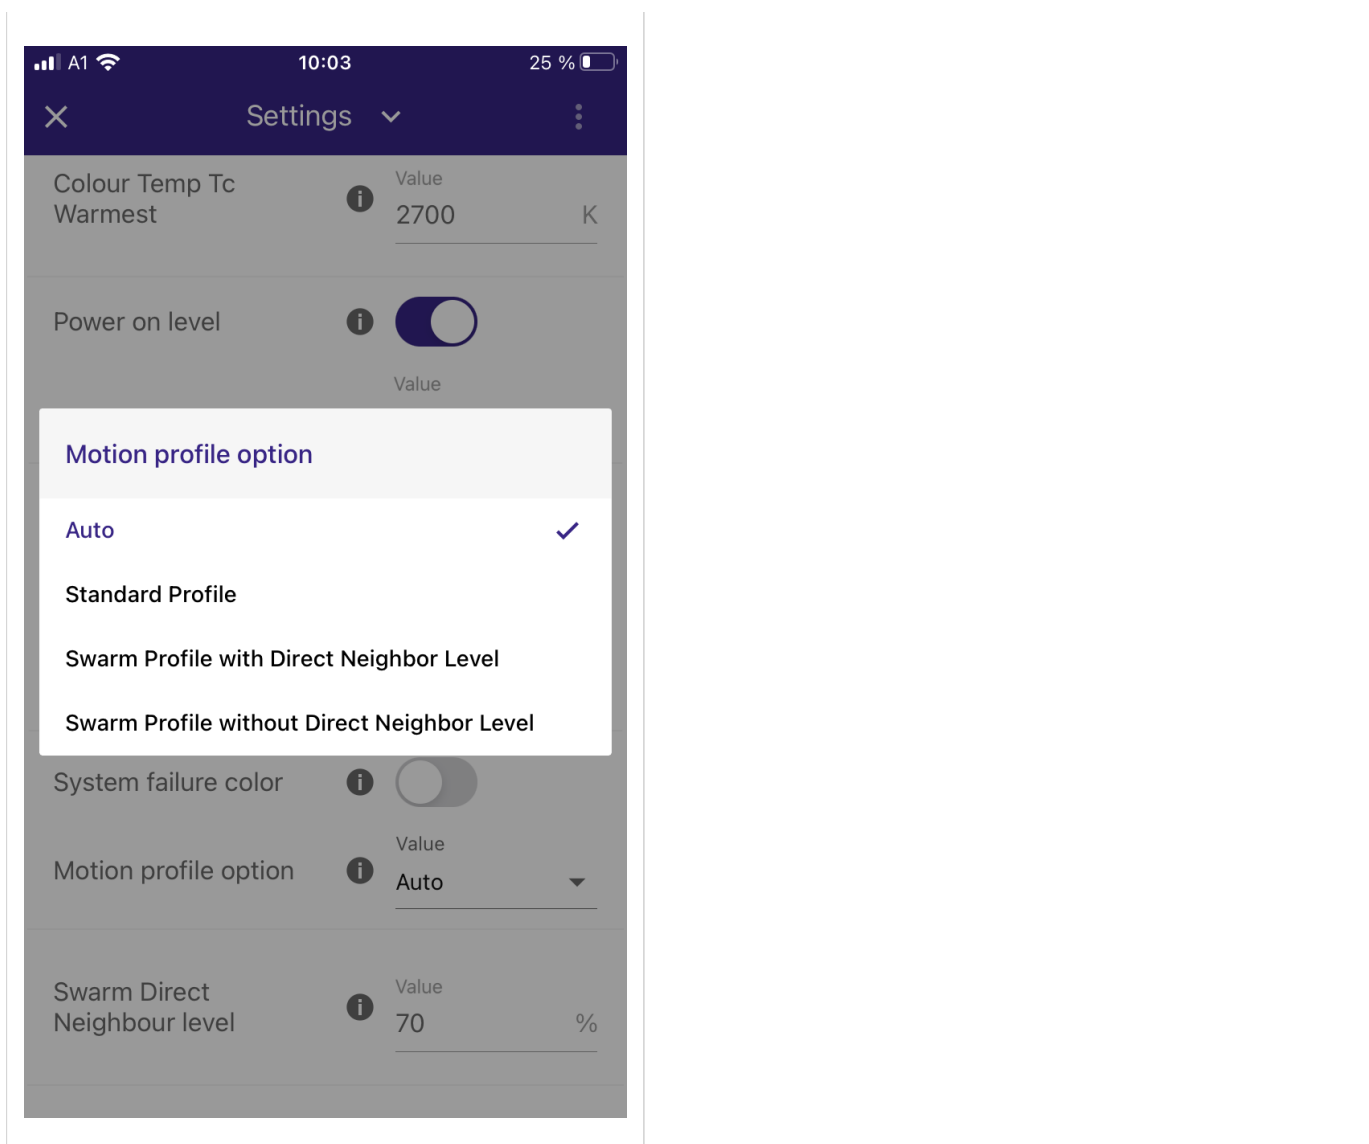 A1
10:03
25 %
Settings
Colour Temp Tc
Warmest
Value
2700
K
Power on level
Value
Motion profile option
Auto
Standard Profile
Swarm Profile with Direct Neighbor Level
Swarm Profile without Direct Neighbor Level
System failure color
Motion profile option
Value
Auto
Swarm Direct
Neighbour level
Value
70
%